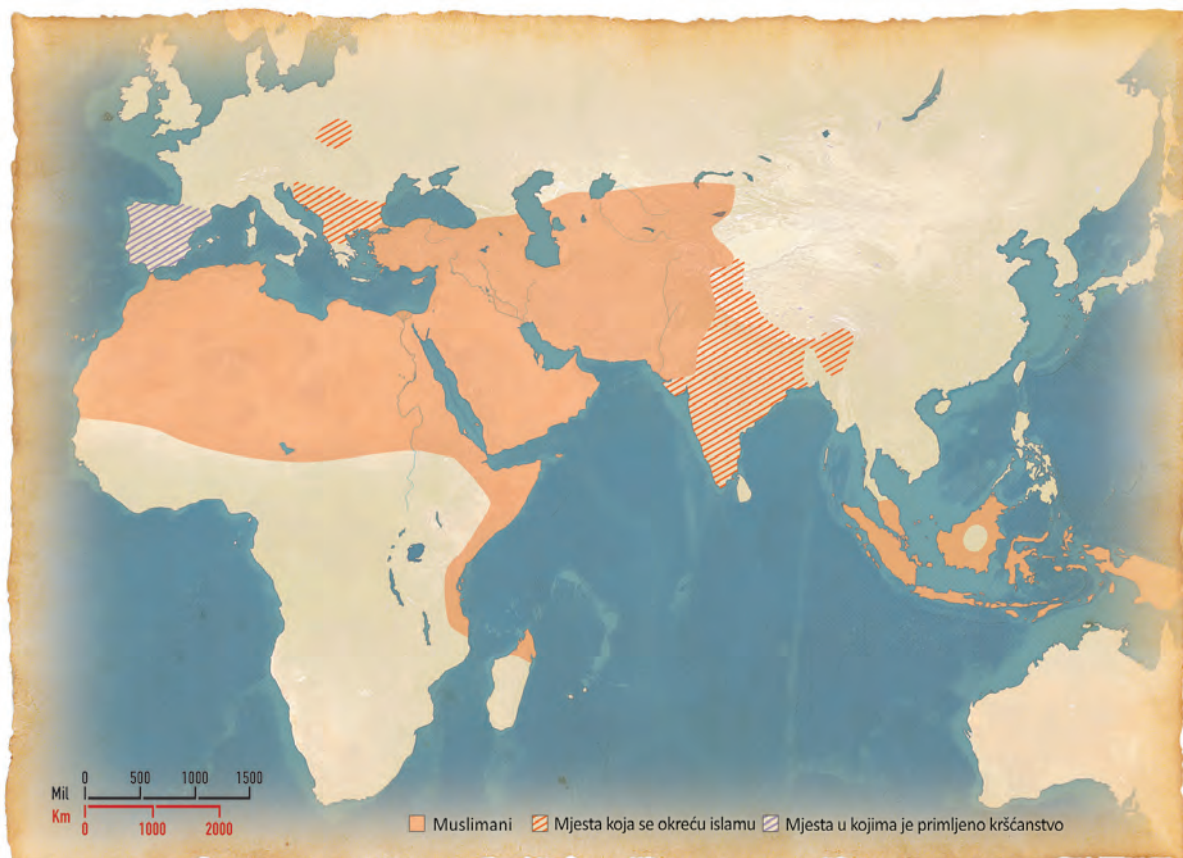 0 500 1000 1500
Mil
Km
0 1000 2000
Muslimani Mjesta koja se okreću islamu Mjesta u kojima je primljeno kršćanstvo